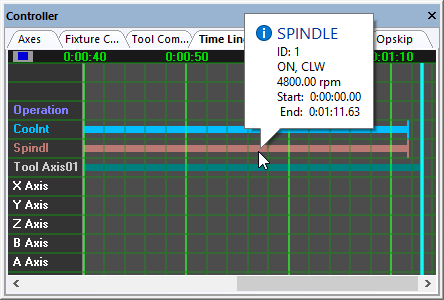 Controller
Axes Fixture C... Tool Com... Time Lin Opskip
0:00:40 0:00:50 0:01:10
SPINDLE
ID: 1
ON, CLW
4800.00 rpm
Start: 0:00:00.00
End: 0:01:11.63
Operation
Coolnt
Spindl
Tool Axis01
X Axis
Y Axis
Z Axis
B Axis
A Axis